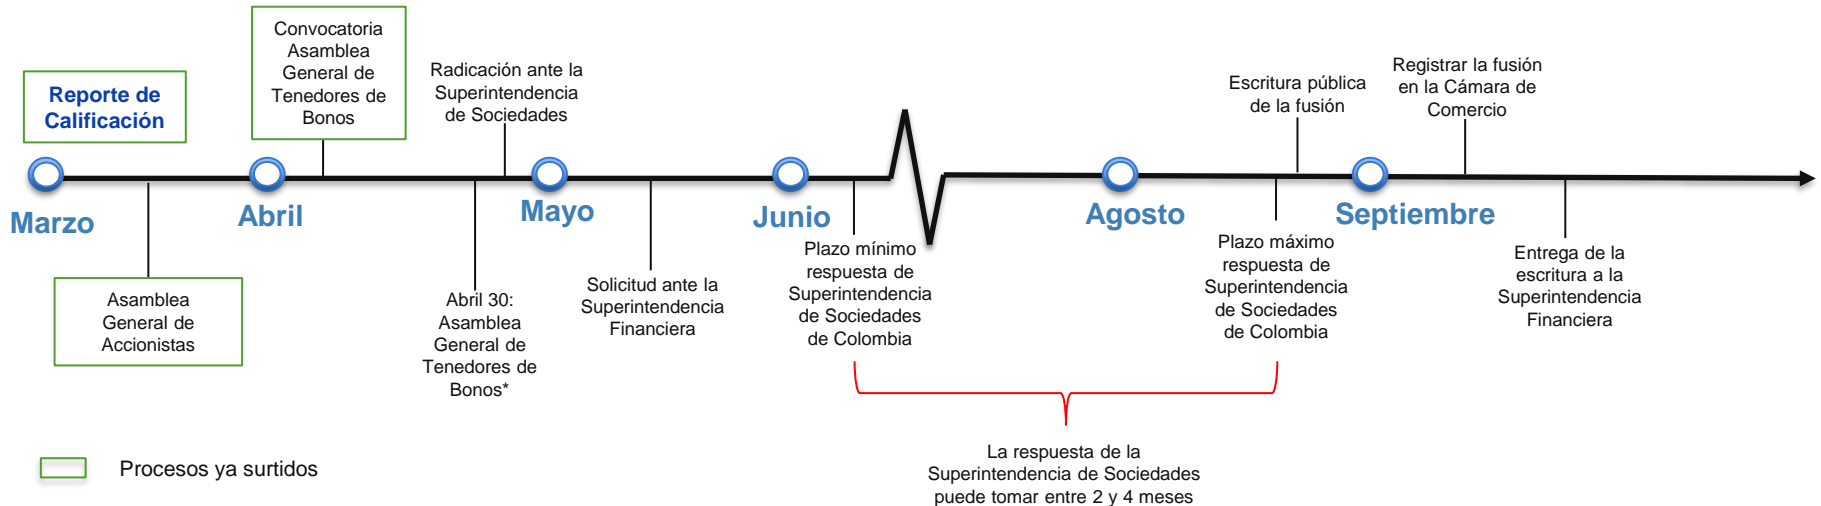 Reporte de
Calificación
Convocatoria
Asamblea
General de
Tenedores de
Bonos
Radicación ante la
Superintendencia
de Sociedades
Escritura pública
de la fusión
Registrar la fusión
en la Cámara de
Comercio
Marzo
Abril
Mayo
Junio
Agosto
Septiembre
Asamblea
General de
Accionistas
Abril 30:
Asamblea
General de
Tenedores de
Bonos*
Solicitud ante la
Superintendencia
Financiera
Plazo mínimo
respuesta de
Superintendencia
de Sociedades
de Colombia
Plazo máximo
respuesta de
Superintendencia
de Sociedades
de Colombia
Entrega de la
escritura a la
Superintendencia
Financiera
La respuesta de la
Superintendencia de Sociedades
puede tomar entre 2 y 4 meses
Procesos ya surtidos